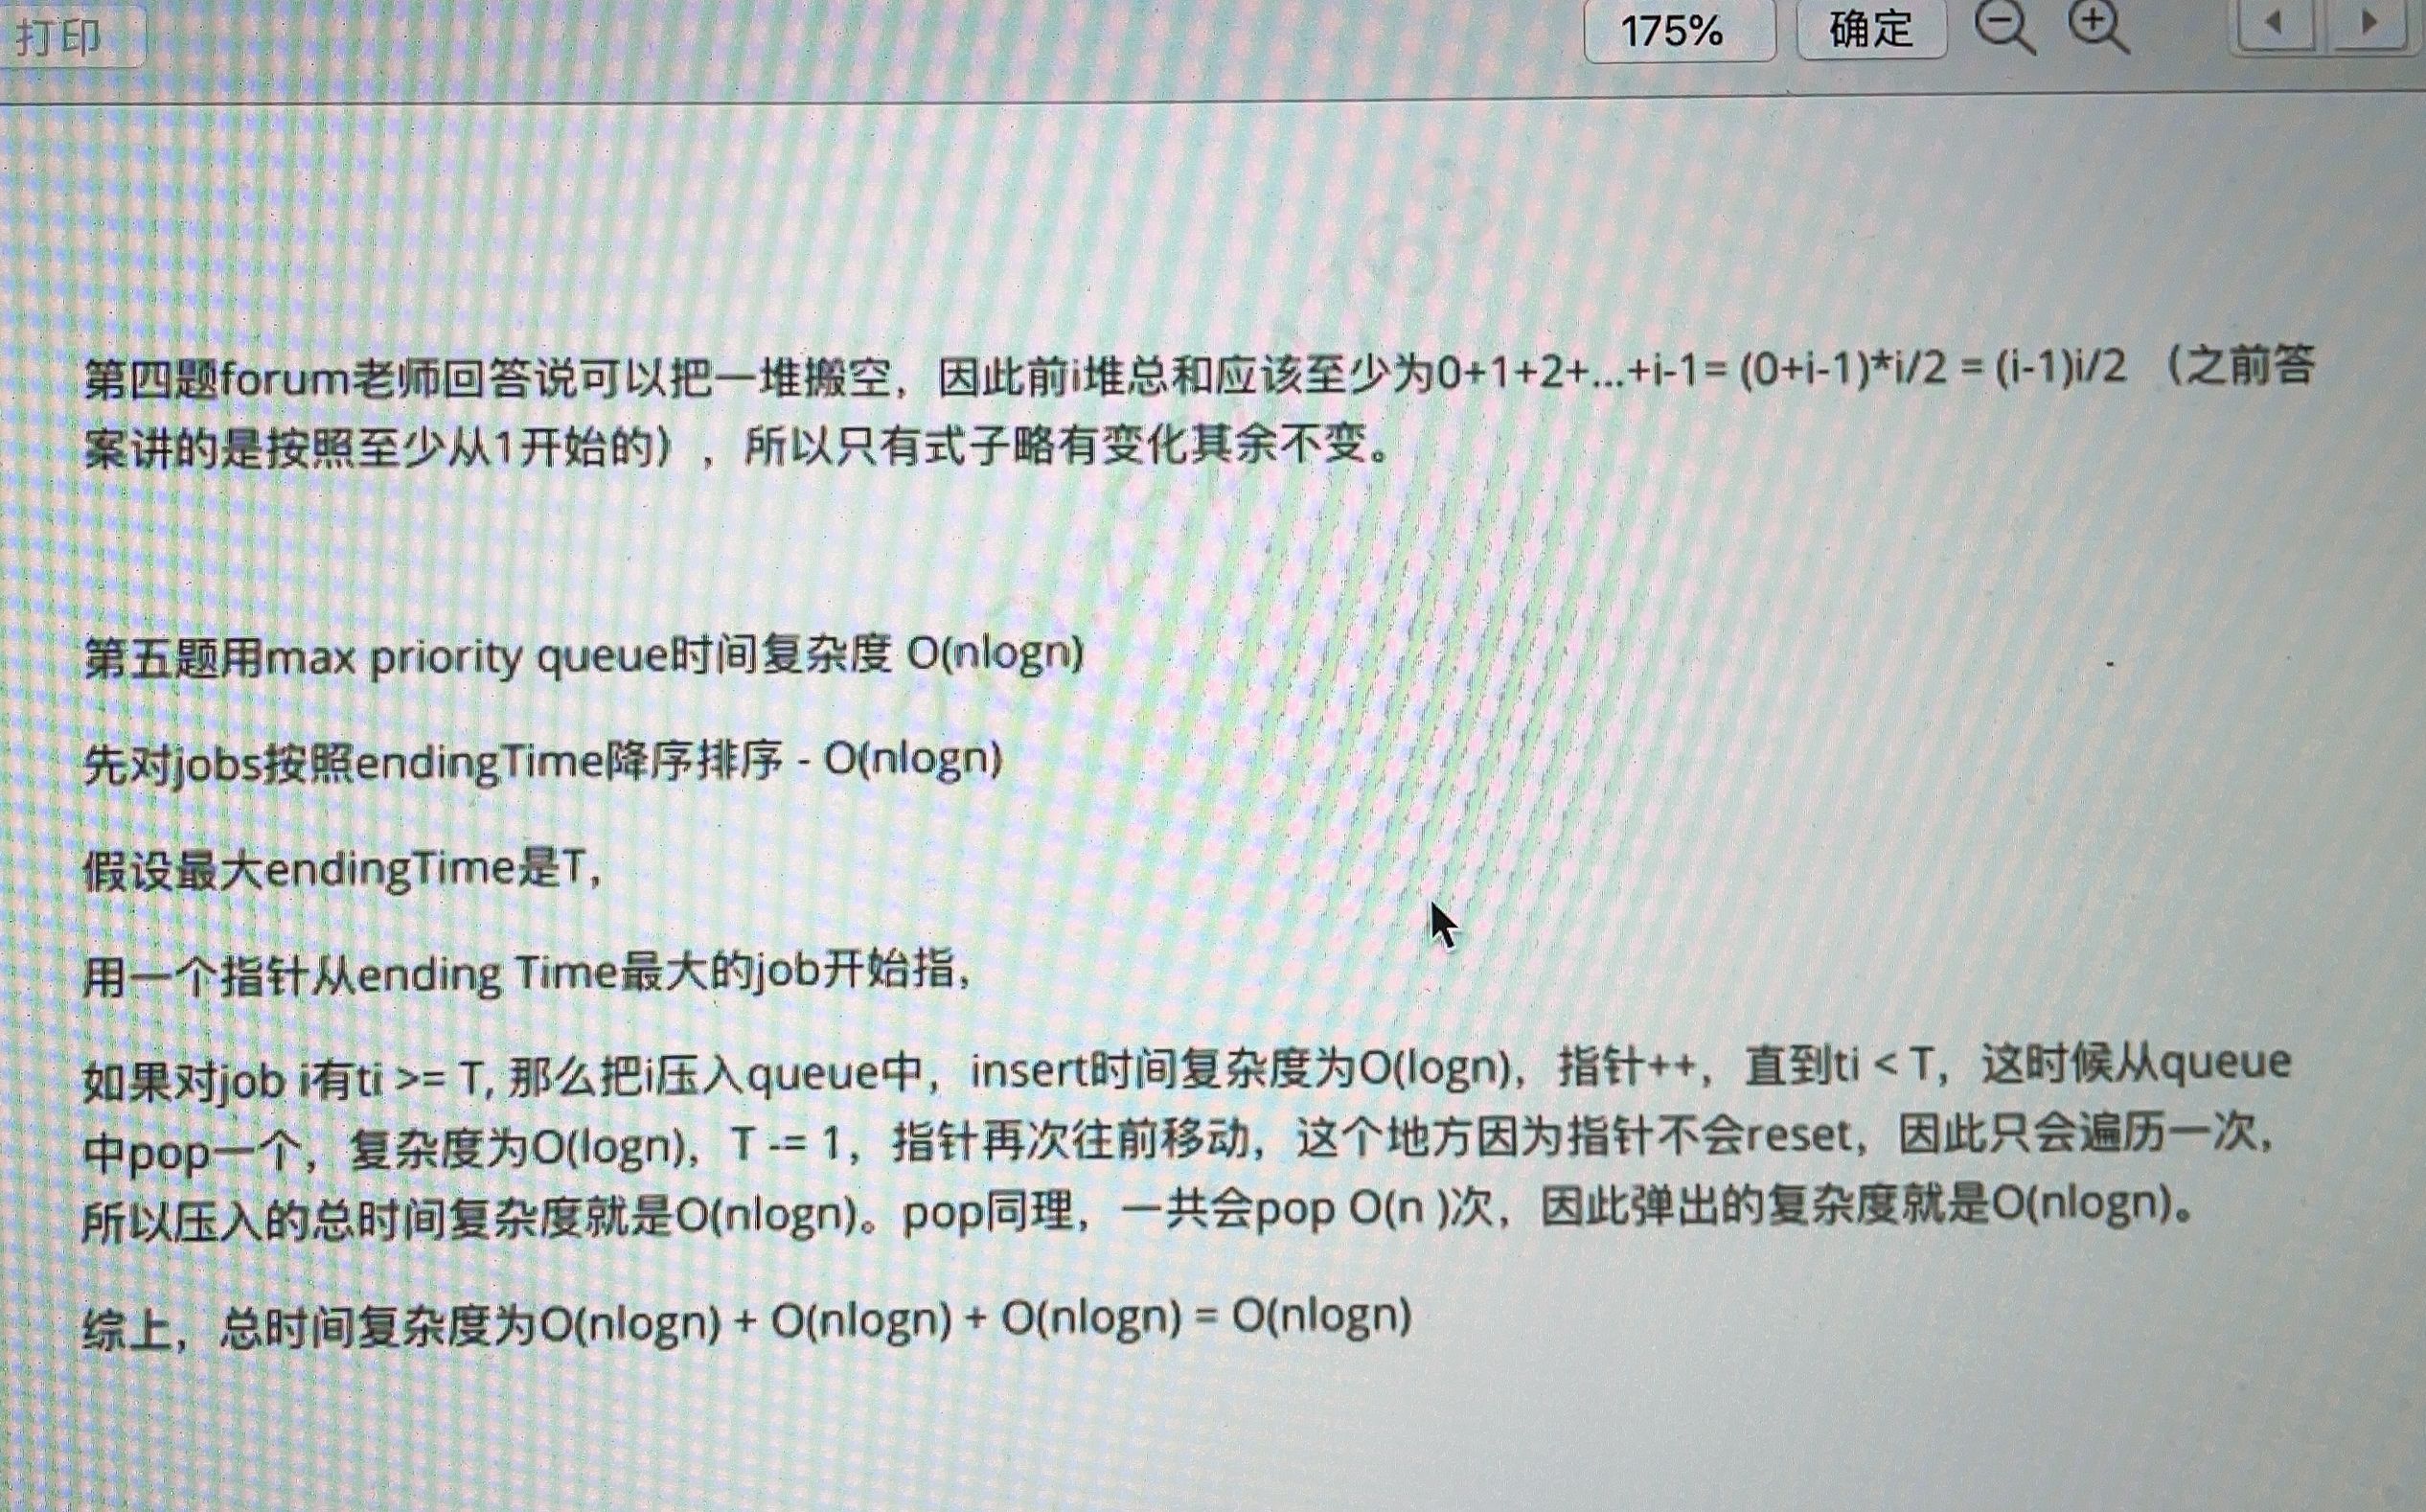 打印
175%
确定
第四题forum老师回答说可以把一堆搬空，因此前i堆总和应该至少为0+1+2+...+i-1= (0+i-1)*i/2 = (i-1)i/2 （之前答
案讲的是按照至少从1开始的），所以只有式子略有变化其余不变。
第五题用max priority queue时间复杂度 O(nlogn)
先对jobs按照endingTime降序排序 - O(nlogn)
假设最大endingTime是T，
用一个指针从ending Time最大的job开始指，
如果对job i有ti >= T, 那么把i压入queue中，insert时间复杂度为O(logn)，指针++，直到ti < T，这时候从queue
中pop一个，复杂度为O(logn)，T -= 1，指针再次往前移动，这个地方因为指针不会reset，因此只会遍历一次，
所以压入的总时间复杂度就是O(nlogn)。pop同理，一共会pop O(n )次，因此弹出的复杂度就是O(nlogn)。
综上，总时间复杂度为O(nlogn) + O(nlogn) + O(nlogn) = O(nlogn)